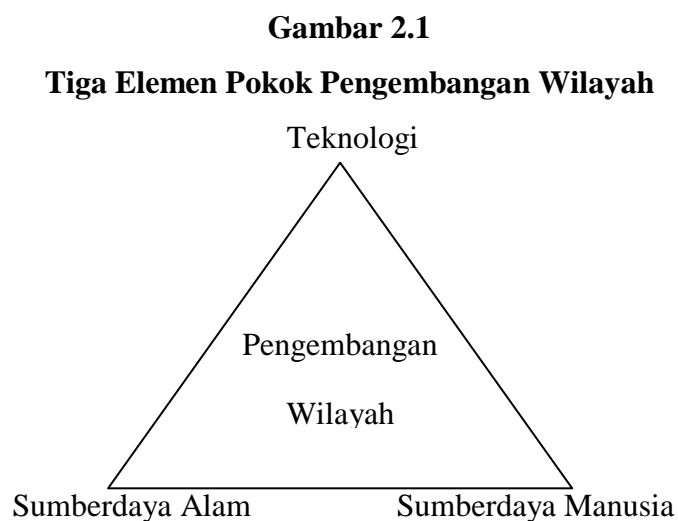 Gambar 2.1
Tiga Elemen Pokok Pengembangan Wilayah
Teknologi
Pengembangan
Wilayah
Sumberdaya Alam
Sumberdaya Manusia